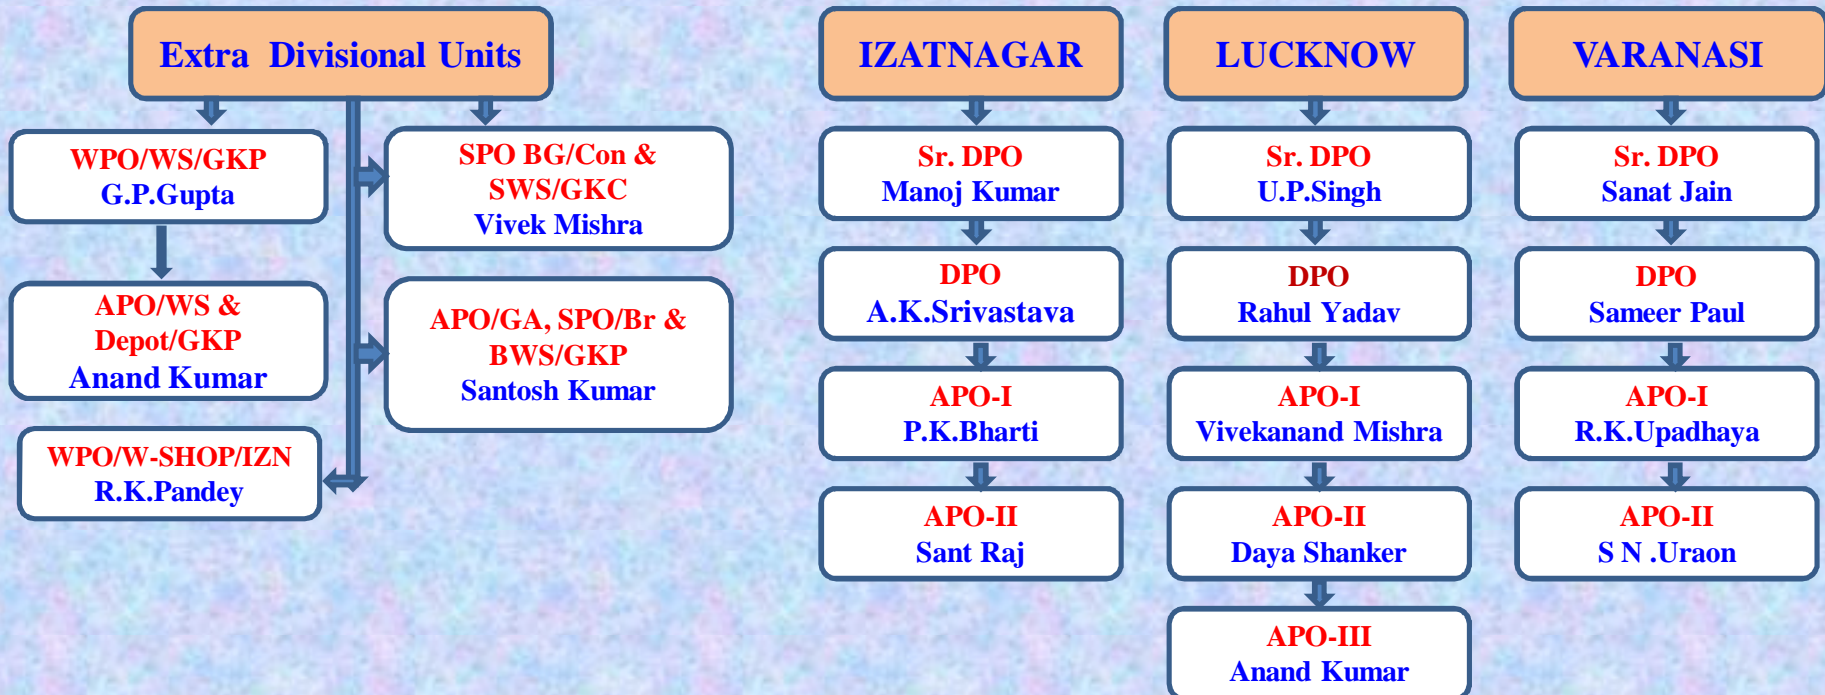 Extra Divisional Units
WPO/WS/GKP
G.P.Gupta
APO/WS &
Depot/GKP
Anand Kumar
WPO/W-SHOP/IZN
R.K.Pandey
SPO BG/Con &
SWS/GKC
Vivek Mishra
APO/GA, SPO/Br &
BWS/GKP
Santosh Kumar
IZATNAGAR
Sr. DPO
Manoj Kumar
DPO
A.K.Srivastava
APO-I
P.K.Bharti
APO-II
Sant Raj
LUCKNOW
Sr. DPO
U.P.Singh
DPO
Rahul Yadav
APO-I
Vivekanand Mishra
APO-II
Daya Shanker
APO-III
Anand Kumar
VARANASI
Sr. DPO
Sanat Jain
DPO
Sameer Paul
APO-I
R.K.Upadhaya
APO-II
S N .Uraon